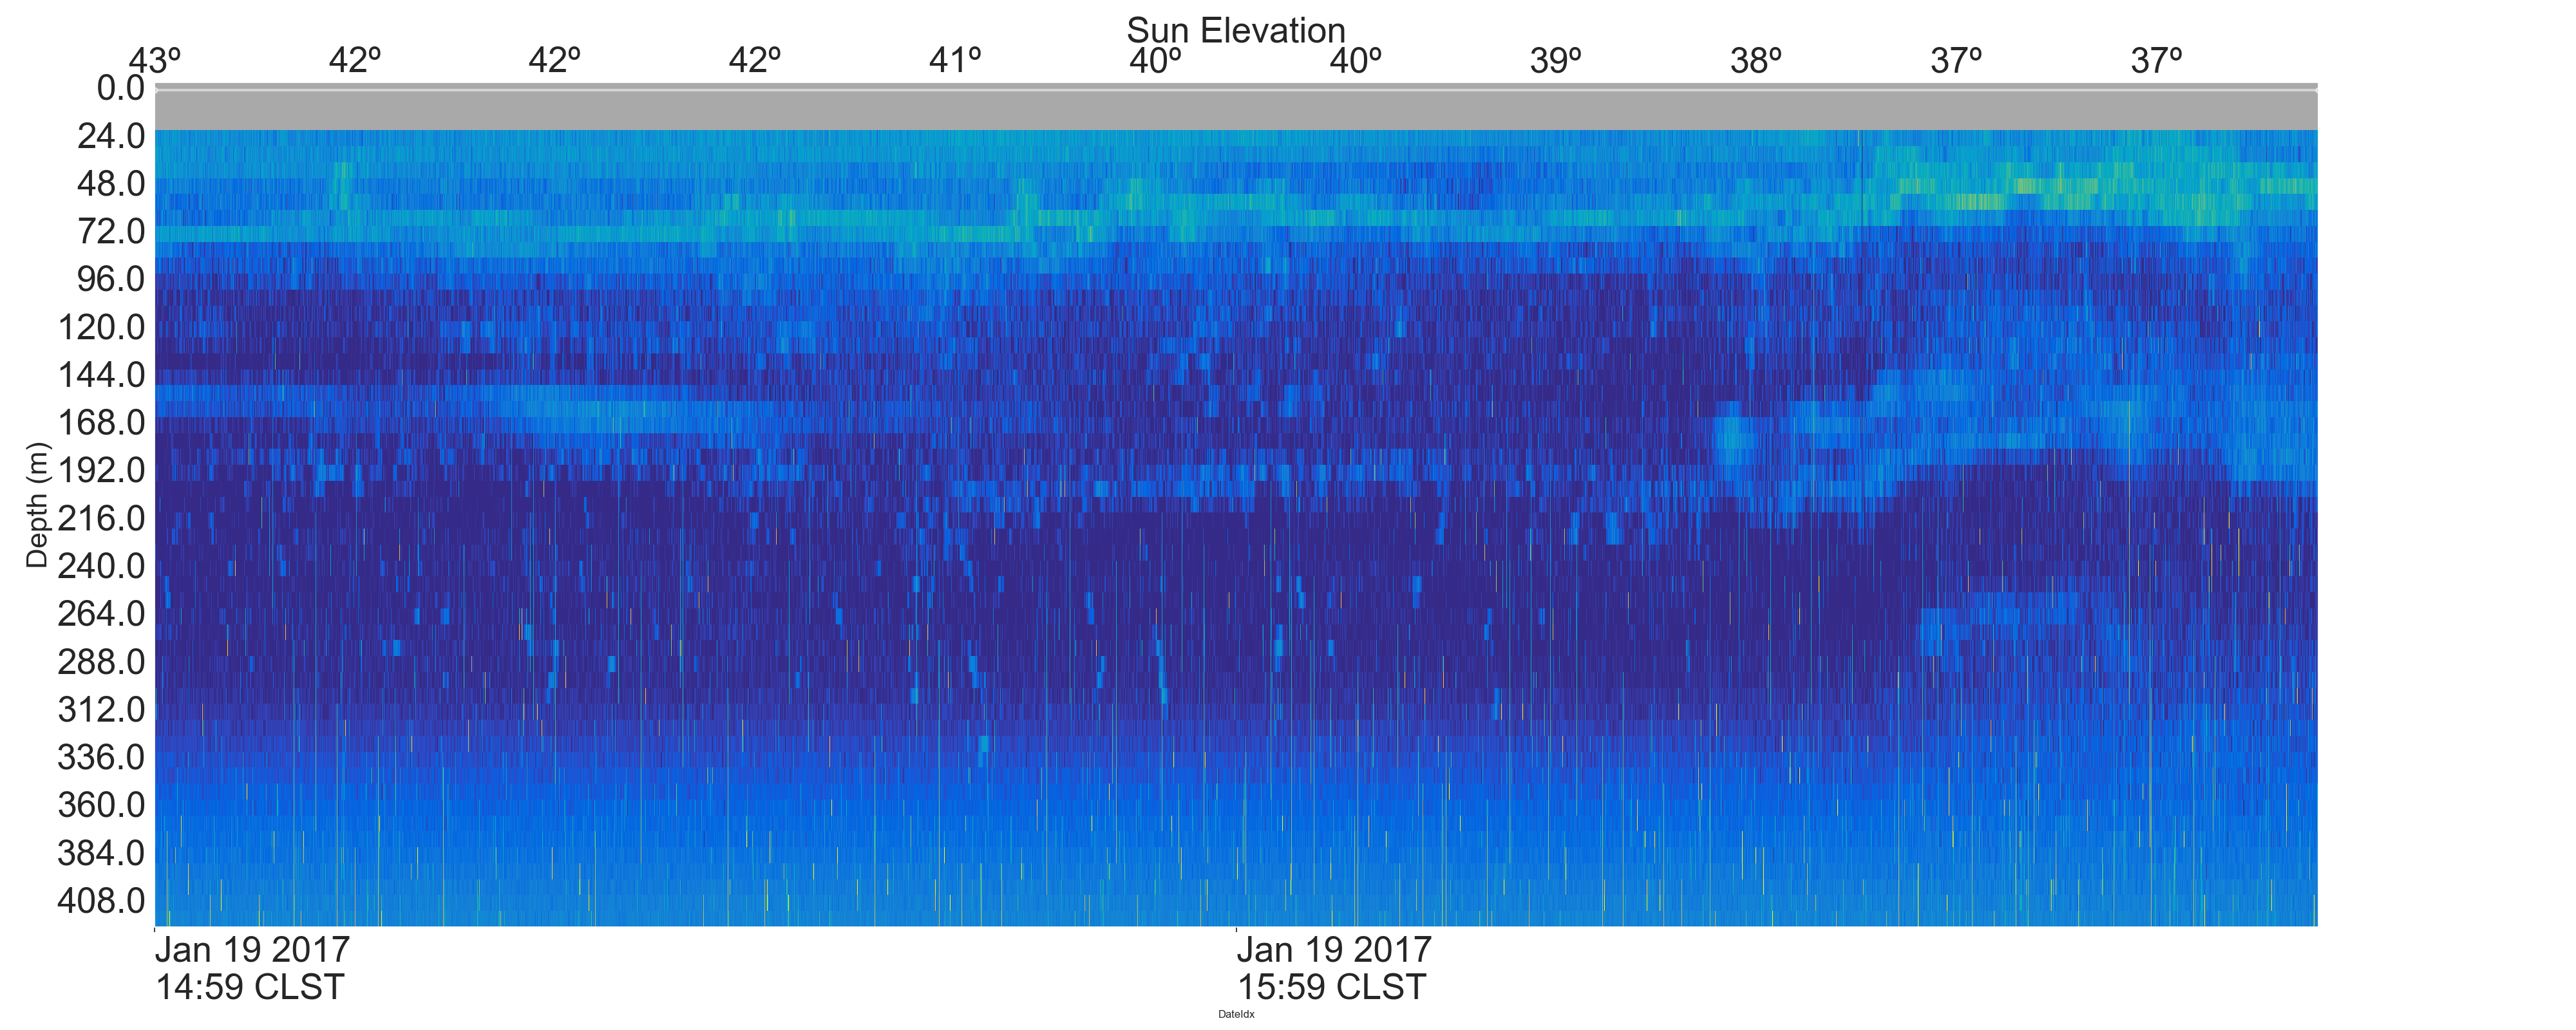 Sun Elevation
43º 42º 42º 42º 41º 40º 40º 39º 38º 37º 37º
0.0
24.0
48.0
72.0
96.0
120.0
144.0
168.0
192.0
216.0
240.0
264.0
288.0
312.0
336.0
360.0
384.0
408.0
Depth (m)
Jan 19 2017
14:59 CLST
Jan 19 2017
15:59 CLST
DateIdx